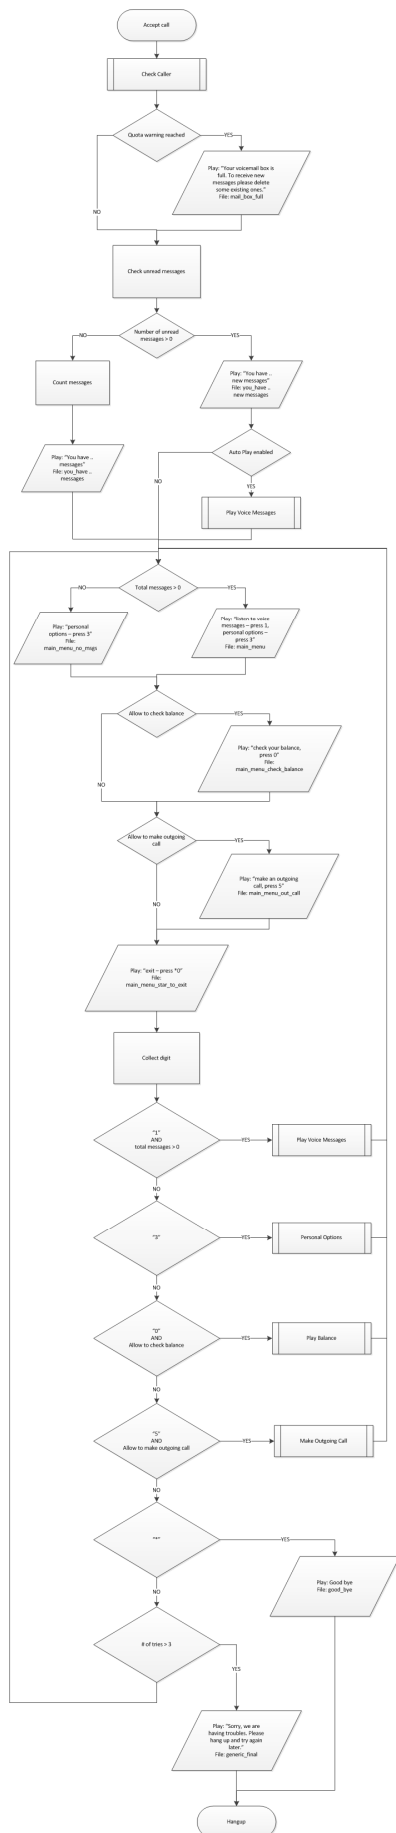 Accept call
Check Caller
Quota warning reached
YES
Play: "Your voicemail box is
full. To receive new
messages please delete
some existing ones."
File: mail_box_full
NO
Check unread messages
Number of unread
messages > 0
NO
YES
Count messages
Play: "You have ..
new messages"
File: you_have ..
new messages
Play: "You have ..
messages"
File: you_have ..
messages
Auto Play enabled
NO
YES
Play Voice Messages
Total messages > 0
NO
YES
Play: "personal
options – press 3"
File:
main_menu_no_msgs
Play: "listen to voice
messages – press 1,
personal options –
press 3"
File: main_menu
Allow to check balance
YES
Play: "check your balance,
press 0"
File:
main_menu_check_balance
NO
Allow to make outgoing
call
YES
Play: "make an outgoing
call, press 5"
File: main_menu_out_call
NO
Play: "exit – press *0"
File:
main_menu_star_to_exit
Collect digit
"1"
AND
total messages > 0
YES
Play Voice Messages
NO
"3"
YES
Personal Options
NO
"0"
AND
Allow to check balance
YES
Play Balance
NO
"5"
AND
Allow to make outgoing call
YES
Make Outgoing Call
NO
"*"
YES
Play: Good bye
File: good_bye
NO
# of tries > 3
YES
Play: "Sorry, we are
having troubles. Please
hang up and try again
later."
File: generic_final
Hangup